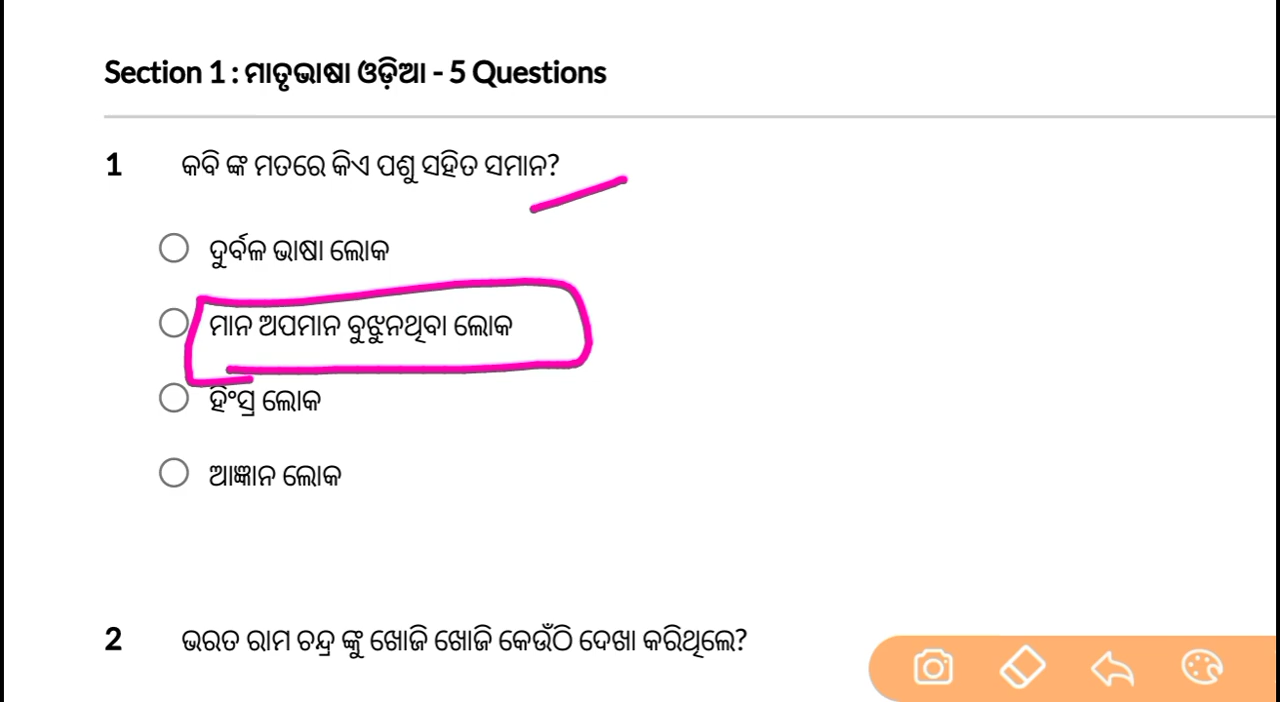 Section 1 : ମାତୃଭାଷା ଓଡ଼ିଆ - 5 Questions
1 କବି ଙ୍କ ମତରେ କିଏ ପଶୁ ସହିତ ସମାନ?
ଦୁର୍ବଳ ଭାଷା ଲୋକ
ମାନ ଅପମାନ ବୁଝୁନଥିବା ଲୋକ
ହିଂସ୍ର ଲୋକ
ଆଜ୍ଞାନ ଲୋକ
2 ଭରତ ରାମ ଚନ୍ଦ୍ର ଙ୍କୁ ଖୋଜି ଖୋଜି କେଉଁଠି ଦେଖା କରିଥିଲେ?